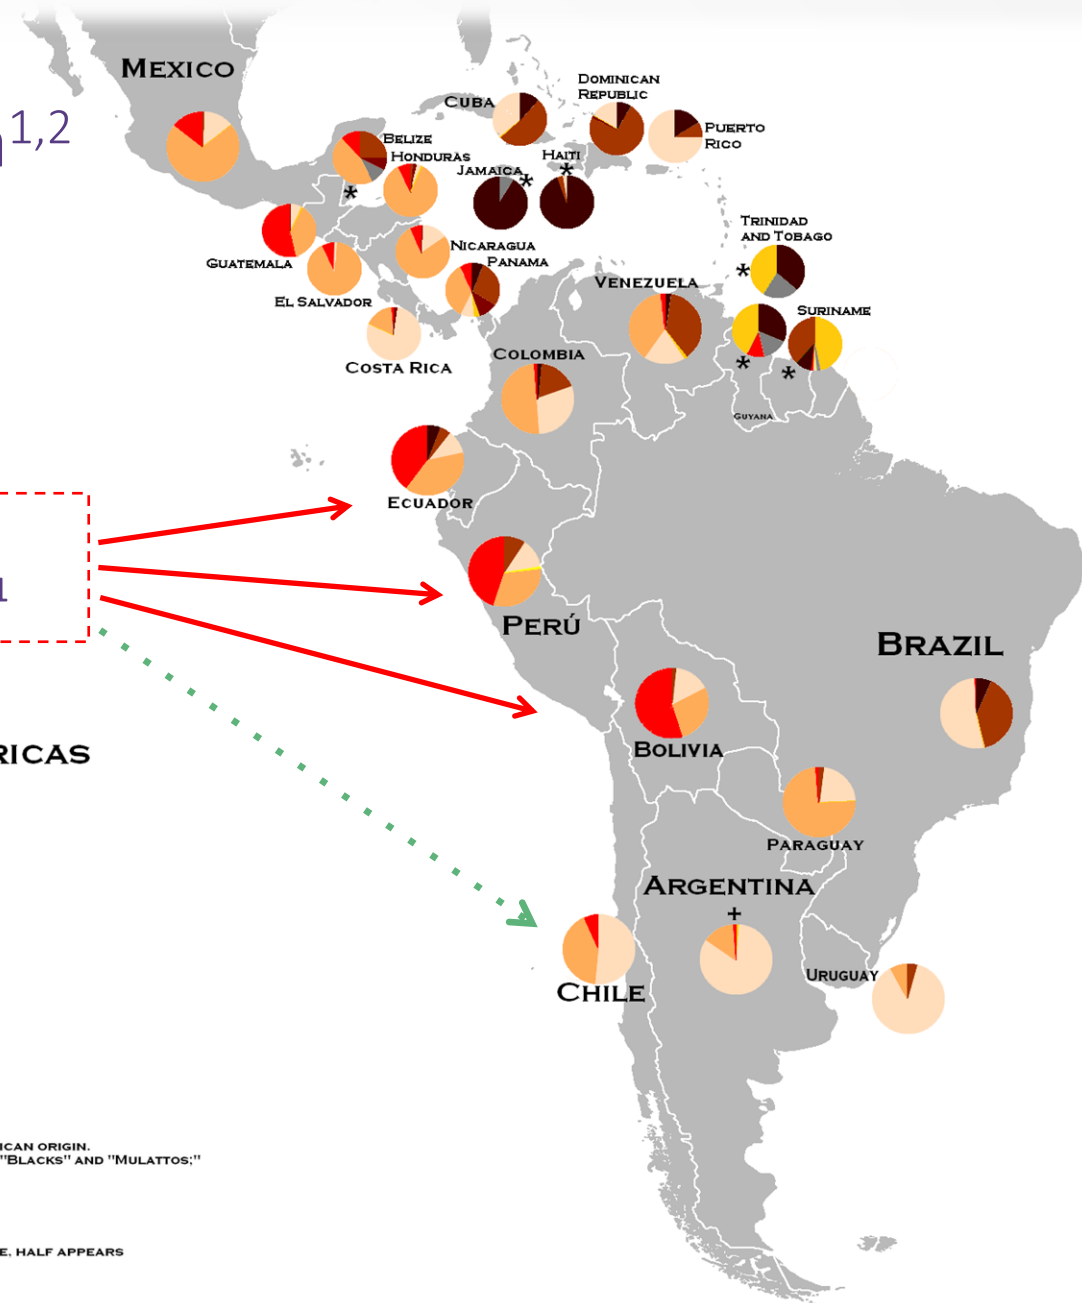 MEXICO
1,2
CUBA
DOMINICAN
REPUBLIC
PUERTO
RICO
BELIZE
HONDURAS
JAMAICA
*
HAITI
*
*
GUATEMALA
EL SALVADOR
NICARAGUA
PANAMA
COSTA RICA
TRINIDAD
AND TOBAGO
*
VENEZUELA
SURINAME
*
*
GUYANA
COLOMBIA
ECUADOR
1
PERÚ
BRAZIL
BOLIVIA
RICAS
PARAGUAY
ARGENTINA
+
CHILE
URUGUAY
ICAN ORIGIN.
"BLACKS" AND "MULATTOS;"
E, HALF APPEARS